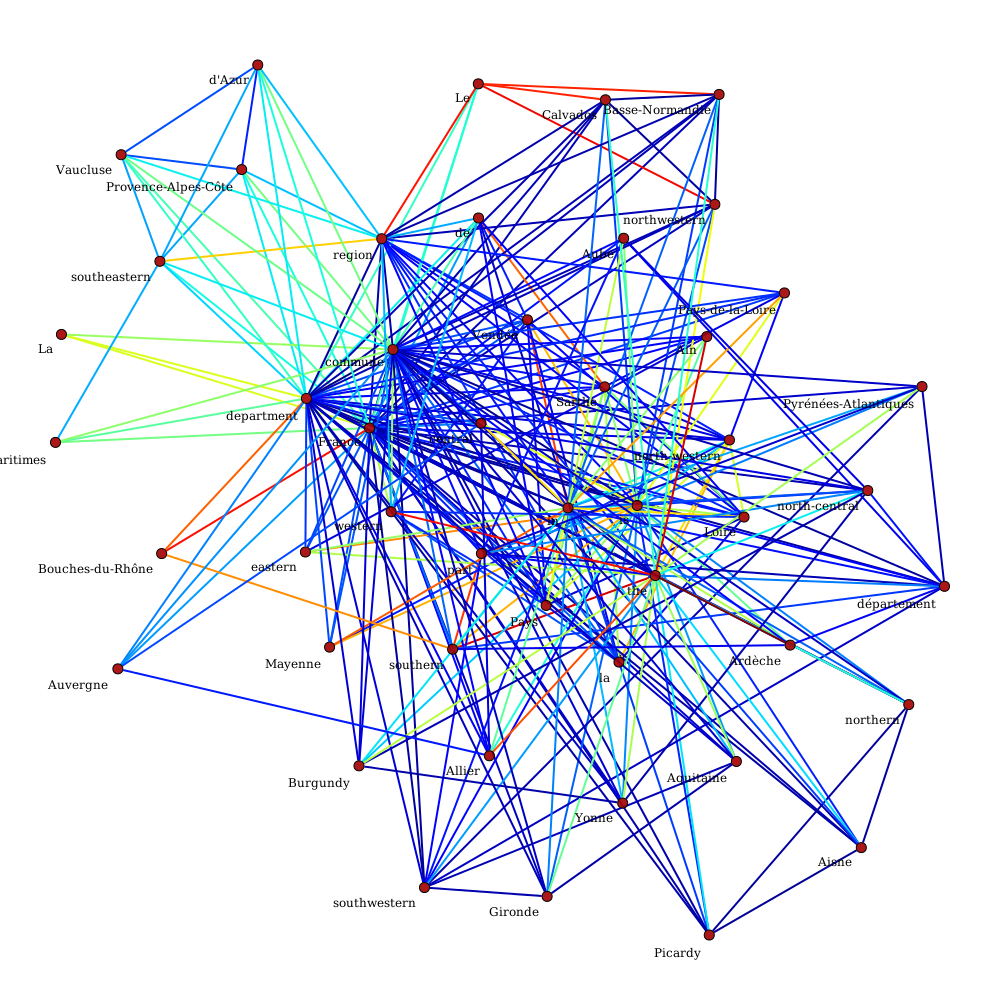 d'Azur
Le
Calvados
Basse-Normandie
Vaucluse
Provence-Alpes-Côte
northwestern
de
region
Aube
southeastern
Pays-de-la-Loire
Vendée
La
commune
Ain
Sarthe
Pyrénées-Atlantiques
department
France
central
north-western
aritimes
north-central
in
is
western
Loire
eastern
Bouches-du-Rhône
part
the
département
Pays
Mayenne
southern
la
Ardèche
Auvergne
northern
Burgundy
Allier
Aquitaine
Yonne
Aisne
southwestern
Gironde
Picardy